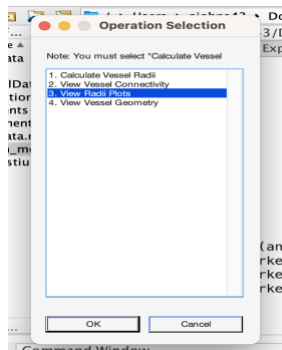 Operation Selection
Note: You must select "Calculate Vessel
1. Calculate Vessel Radii
2. View Vessel Connectivity
3. View Radii Plots
4. View Vessel Geometry
OK
Cancel
Command Window